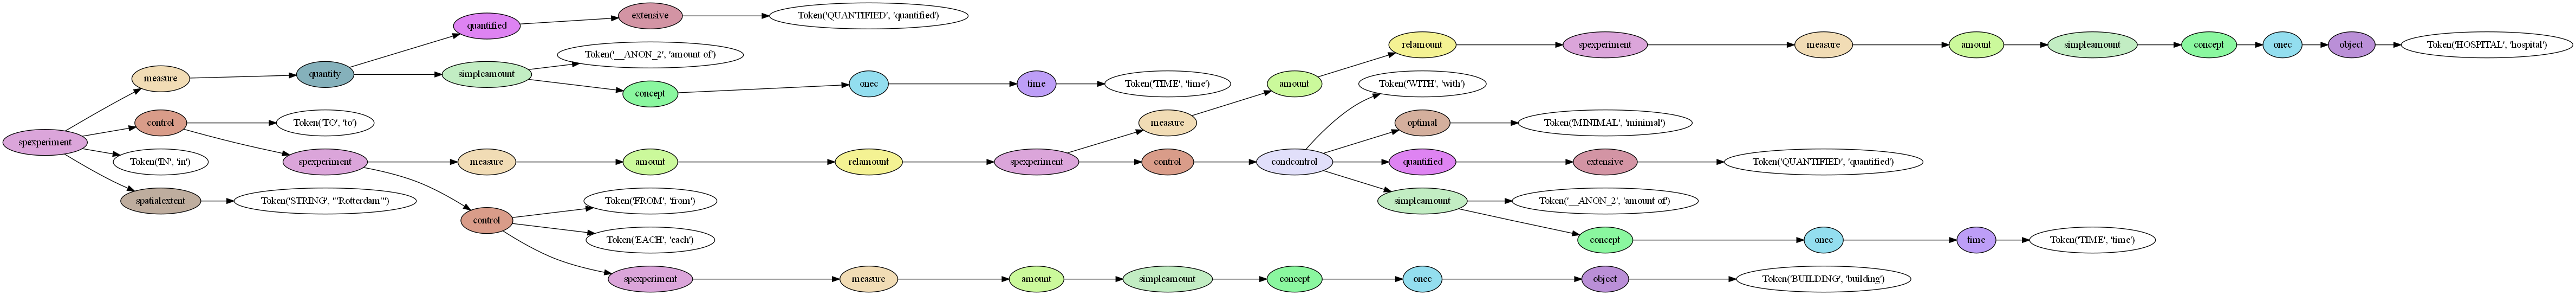 quantified
extensive
Token('QUANTIFIED', 'quantified')
relamount
spexperiment
measure
amount
simpleamount
concept
onec
object
Token('HOSPITAL', 'hospital')
Token('__ANON_2', 'amount of')
measure
quantity
simpleamount
amount
Token('WITH', 'with')
concept
onec
time
Token('TIME', 'time')
control
Token('TO', 'to')
measure
optimal
Token('MINIMAL', 'minimal')
spexperiment
Token('IN', 'in')
spexperiment
measure
amount
relamount
spexperiment
control
condcontrol
quantified
extensive
Token('QUANTIFIED', 'quantified')
spatialextent
Token('STRING', '"Rotterdam"')
Token('FROM', 'from')
simpleamount
Token('__ANON_2', 'amount of')
control
Token('EACH', 'each')
concept
onec
time
Token('TIME', 'time')
spexperiment
measure
amount
simpleamount
concept
onec
object
Token('BUILDING', 'building')